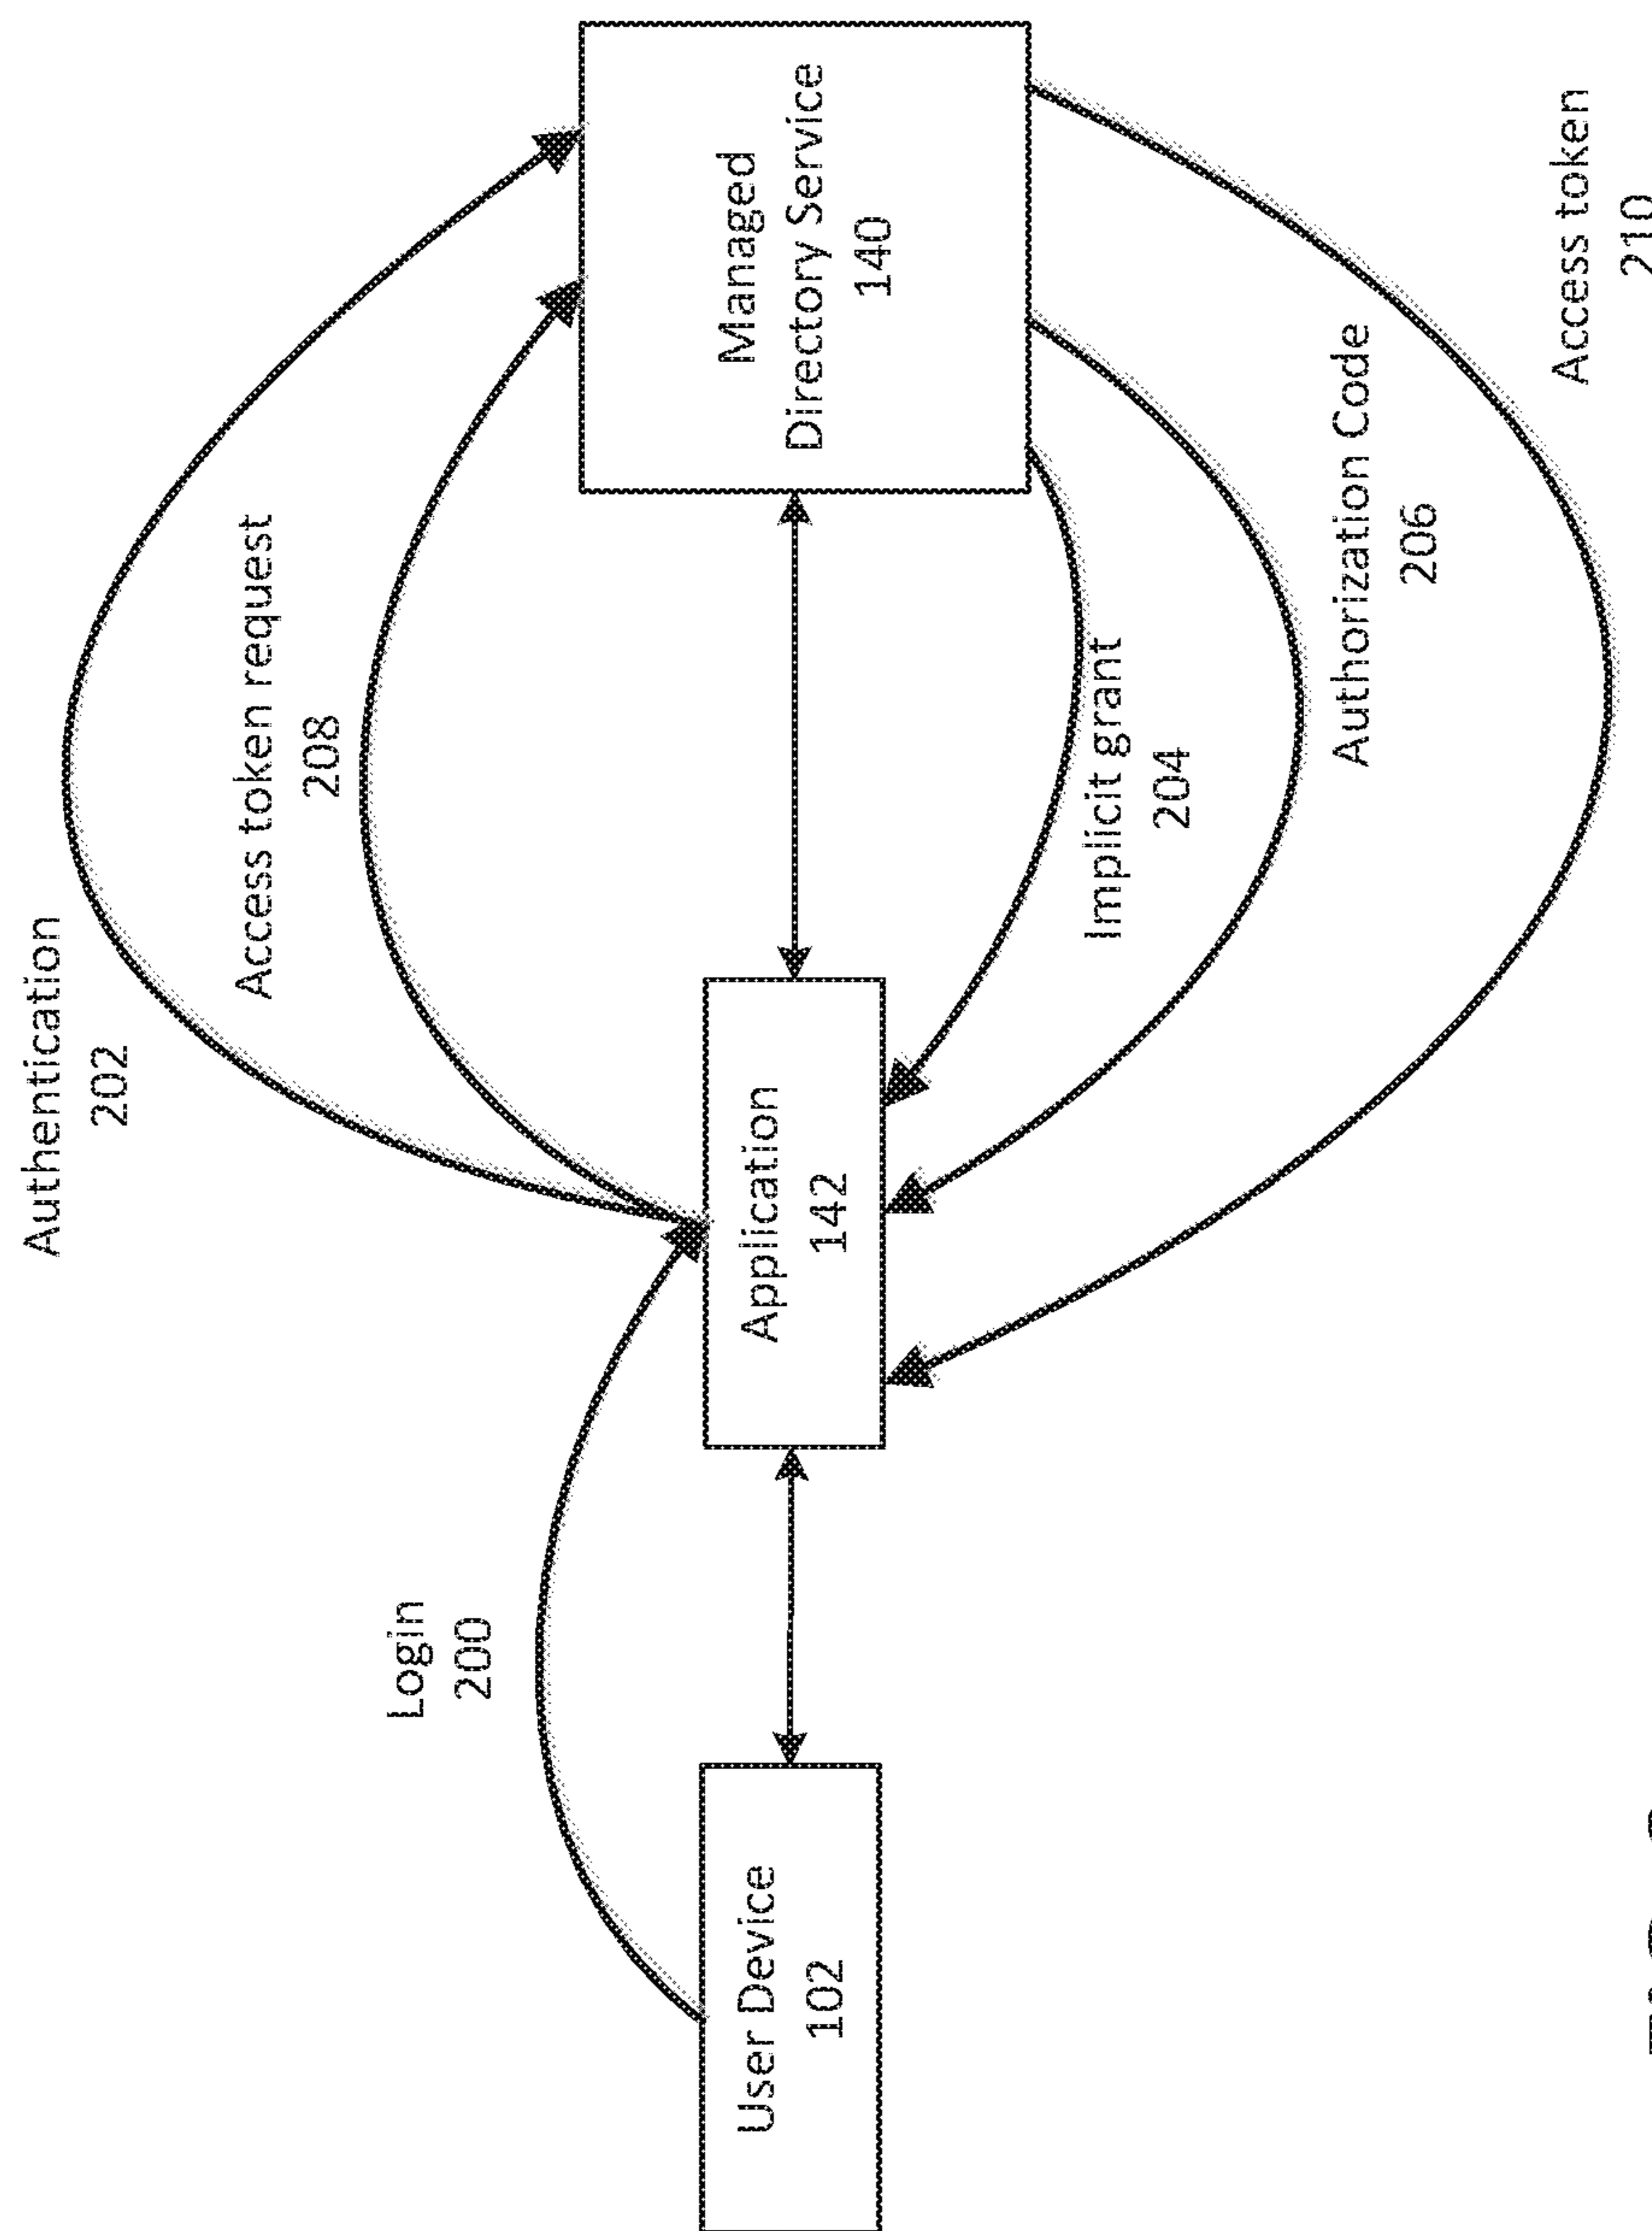 Authentication
202
Access token request
208
Login
200
User Device
102
Application
142
Managed
Directory Service
140
Implicit grant
204
Authorization Code
206
Access token
210